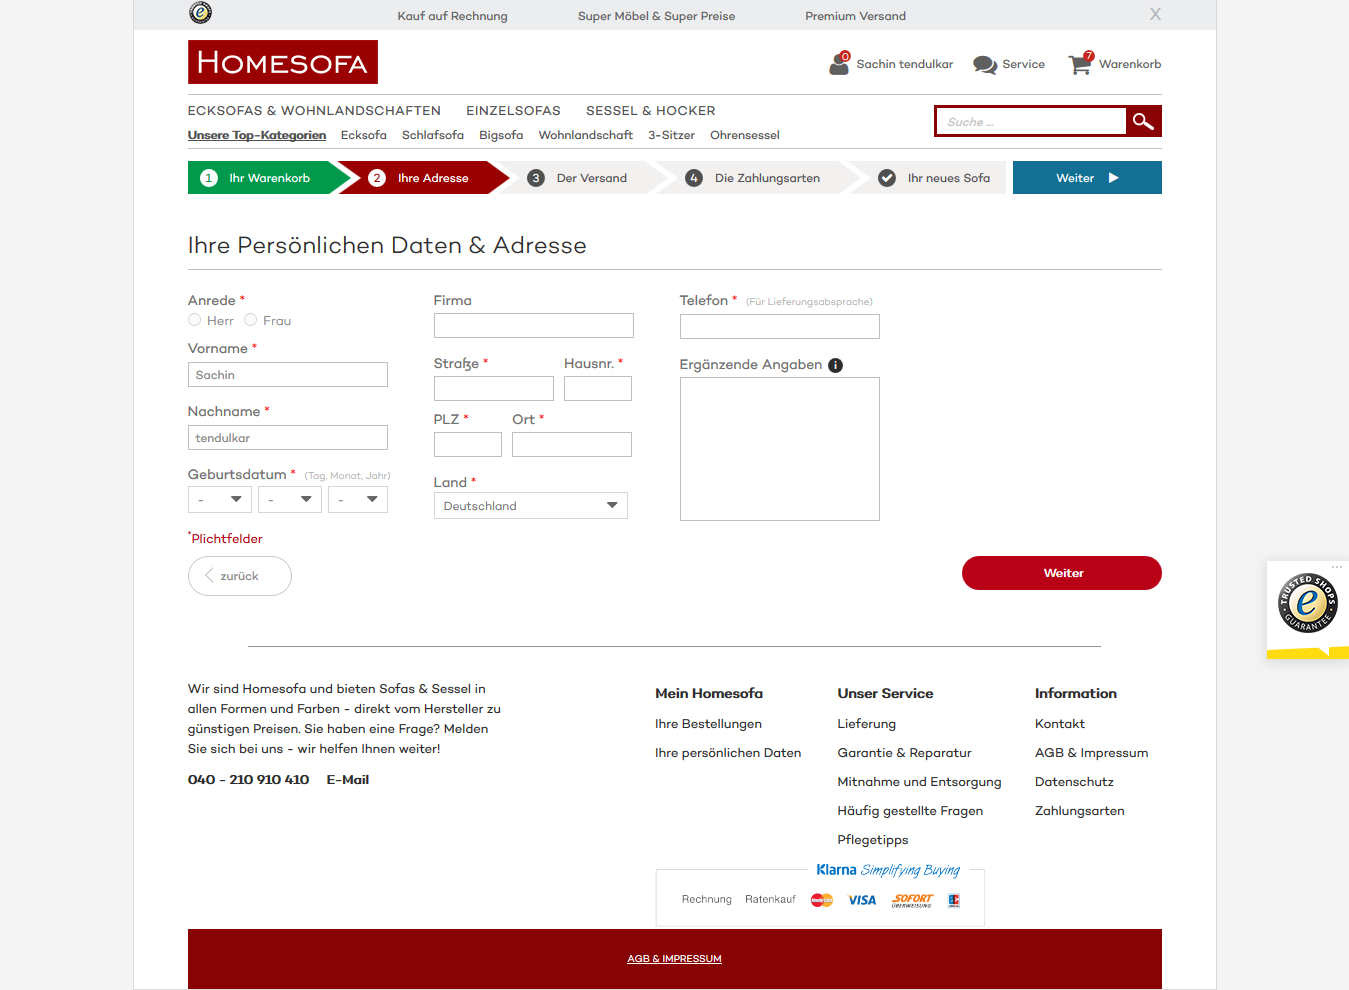 Kauf auf Rechnung Super Möbel & Super Preise Premium Versand X
HOMESOFA
0 Sachin tendulkar Service 7 Warenkorb
ECKSOFAS & WOHNLANDSCHAFTEN EINZELSOFAS SESSEL & HOCKER
Suche ...
Unsere Top-Kategorien Ecksofa Schlafsofa Bigsofa Wohnlandschaft 3-Sitzer Ohrensessel
1 Ihr Warenkorb 2 Ihre Adresse 3 Der Versand 4 Die Zahlungsarten Ihr neues Sofa Weiter
Ihre Persönlichen Daten & Adresse
Anrede *
Herr Frau
Vorname *
Sachin
Nachname *
tendulkar
Geburtsdatum * (Tag, Monat, Jahr)
- - -
*Plichtfelder
Firma
Straße * Hausnr. *
PLZ * Ort *
Land *
Deutschland
Telefon * (Für Lieferungsabsprache)
Ergänzende Angaben i
zurück
Weiter
TRUSTED SHOPS
e
GUARANTEE
Wir sind Homesofa und bieten Sofas & Sessel in
allen Formen und Farben - direkt vom Hersteller zu
günstigen Preisen. Sie haben eine Frage? Melden
Sie sich bei uns - wir helfen Ihnen weiter!
040 - 210 910 410 E-Mail
Mein Homesofa
Ihre Bestellungen
Ihre persönlichen Daten
Unser Service
Lieferung
Garantie & Reparatur
Mitnahme und Entsorgung
Häufig gestellte Fragen
Pflegetipps
Information
Kontakt
AGB & Impressum
Datenschutz
Zahlungsarten
Klarna Simplifying Buying
Rechnung Ratenkauf MasterCard VISA SOFORT
ÜBERWEISUNG
AGB & IMPRESSUM